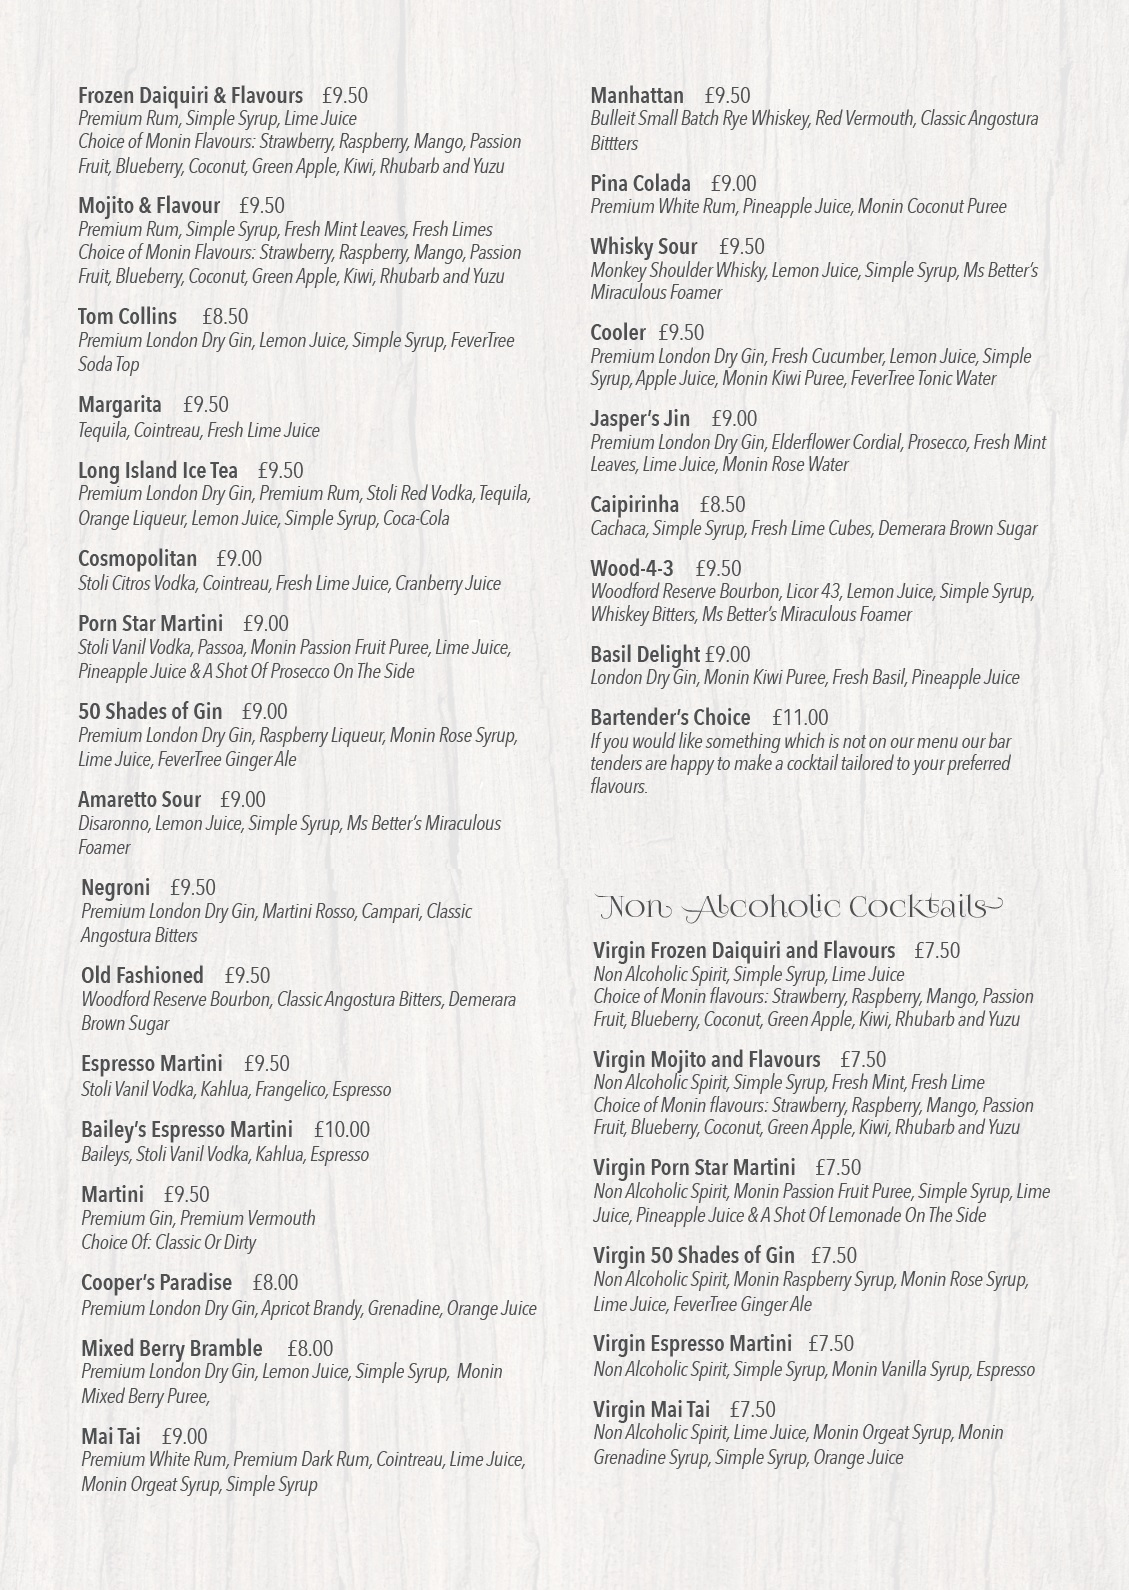 Frozen Daiquiri & Flavours £9.50
Premium Rum, Simple Syrup, Lime Juice
Choice of Monin Flavours: Strawberry, Raspberry, Mango, Passion
Fruit, Blueberry, Coconut, Green Apple, Kiwi, Rhubarb and Yuzu
Mojito & Flavour £9.50
Premium Rum, Simple Syrup, Fresh Mint Leaves, Fresh Limes
Choice of Monin Flavours: Strawberry, Raspberry, Mango, Passion
Fruit, Blueberry, Coconut, Green Apple, Kiwi, Rhubarb and Yuzu
Tom Collins £8.50
Premium London Dry Gin, Lemon Juice, Simple Syrup, FeverTree
Soda Top
Margarita £9.50
Tequila, Cointreau, Fresh Lime Juice
Long Island Ice Tea £9.50
Premium London Dry Gin, Premium Rum, Stoli Red Vodka, Tequila,
Orange Liqueur, Lemon Juice, Simple Syrup, Coca-Cola
Cosmopolitan £9.00
Stoli Citros Vodka, Cointreau, Fresh Lime Juice, Cranberry Juice
Porn Star Martini £9.00
Stoli Vanil Vodka, Passoa, Monin Passion Fruit Puree, Lime Juice,
Pineapple Juice & A Shot Of Prosecco On The Side
50 Shades of Gin £9.00
Premium London Dry Gin, Raspberry Liqueur, Monin Rose Syrup,
Lime Juice, FeverTree Ginger Ale
Amaretto Sour £9.00
Disaronno, Lemon Juice, Simple Syrup, Ms Better's Miraculous
Foamer
Negroni £9.50
Premium London Dry Gin, Martini Rosso, Campari, Classic
Angostura Bitters
Old Fashioned £9.50
Woodford Reserve Bourbon, Classic Angostura Bitters, Demerara
Brown Sugar
Espresso Martini £9.50
Stoli Vanil Vodka, Kahlua, Frangelico, Espresso
Bailey's Espresso Martini £10.00
Baileys, Stoli Vanil Vodka, Kahlua, Espresso
Martini £9.50
Premium Gin, Premium Vermouth
Choice Of: Classic Or Dirty
Cooper's Paradise £8.00
Premium London Dry Gin, Apricot Brandy, Grenadine, Orange Juice
Mixed Berry Bramble £8.00
Premium London Dry Gin, Lemon Juice, Simple Syrup, Monin
Mixed Berry Puree,
Mai Tai £9.00
Premium White Rum, Premium Dark Rum, Cointreau, Lime Juice,
Monin Orgeat Syrup, Simple Syrup
Manhattan £9.50
Bulleit Small Batch Rye Whiskey, Red Vermouth, Classic Angostura
Bittters
Pina Colada £9.00
Premium White Rum, Pineapple Juice, Monin Coconut Puree
Whisky Sour £9.50
Monkey Shoulder Whisky, Lemon Juice, Simple Syrup, Ms Better's
Miraculous Foamer
Cooler £9.50
Premium London Dry Gin, Fresh Cucumber, Lemon Juice, Simple
Syrup, Apple Juice, Monin Kiwi Puree, FeverTree Tonic Water
Jasper's Jin £9.00
Premium London Dry Gin, Elderflower Cordial, Prosecco, Fresh Mint
Leaves, Lime Juice, Monin Rose Water
Caipirinha £8.50
Cachaca, Simple Syrup, Fresh Lime Cubes, Demerara Brown Sugar
Wood-4-3 £9.50
Woodford Reserve Bourbon, Licor 43, Lemon Juice, Simple Syrup,
Whiskey Bitters, Ms Better's Miraculous Foamer
Basil Delight £9.00
London Dry Gin, Monin Kiwi Puree, Fresh Basil, Pineapple Juice
Bartender's Choice £11.00
If you would like something which is not on our menu our bar
tenders are happy to make a cocktail tailored to your preferred
flavours.
Non Alcoholic Cocktails
Virgin Frozen Daiquiri and Flavours £7.50
Non Alcoholic Spirit, Simple Syrup, Lime Juice
Choice of Monin flavours: Strawberry, Raspberry, Mango, Passion
Fruit, Blueberry, Coconut, Green Apple, Kiwi, Rhubarb and Yuzu
Virgin Mojito and Flavours £7.50
Non Alcoholic Spirit, Simple Syrup, Fresh Mint, Fresh Lime
Choice of Monin flavours: Strawberry, Raspberry, Mango, Passion
Fruit, Blueberry, Coconut, Green Apple, Kiwi, Rhubarb and Yuzu
Virgin Porn Star Martini £7.50
Non Alcoholic Spirit, Monin Passion Fruit Puree, Simple Syrup, Lime
Juice, Pineapple Juice & A Shot Of Lemonade On The Side
Virgin 50 Shades of Gin £7.50
Non Alcoholic Spirit, Monin Raspberry Syrup, Monin Rose Syrup,
Lime Juice, FeverTree Ginger Ale
Virgin Espresso Martini £7.50
Non Alcoholic Spirit, Simple Syrup, Monin Vanilla Syrup, Espresso
Virgin Mai Tai £7.50
Non Alcoholic Spirit, Lime Juice, Monin Orgeat Syrup, Monin
Grenadine Syrup, Simple Syrup, Orange Juice